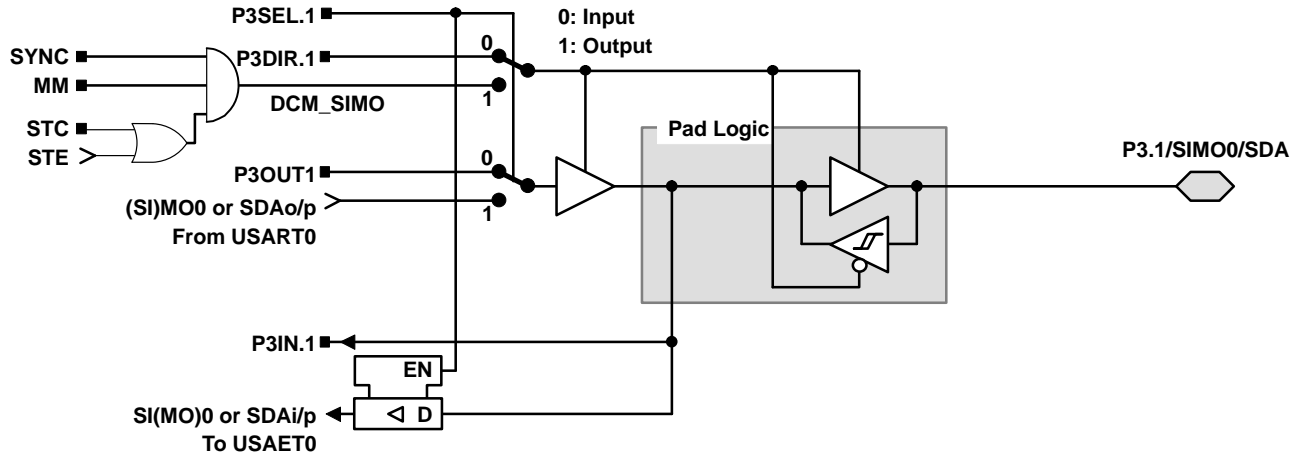 P3SEL.1
0: Input
1: Output
SYNC
P3DIR.1
0
MM
1
DCM_SIMO
STC
Pad Logic
STE
P3.1/SIMO0/SDA
0
P3OUT1
(SI)MO0 or SDAo/p
1
From USART0
P3IN.1
EN
SI(MO)0 or SDAi/p
D
To USAET0